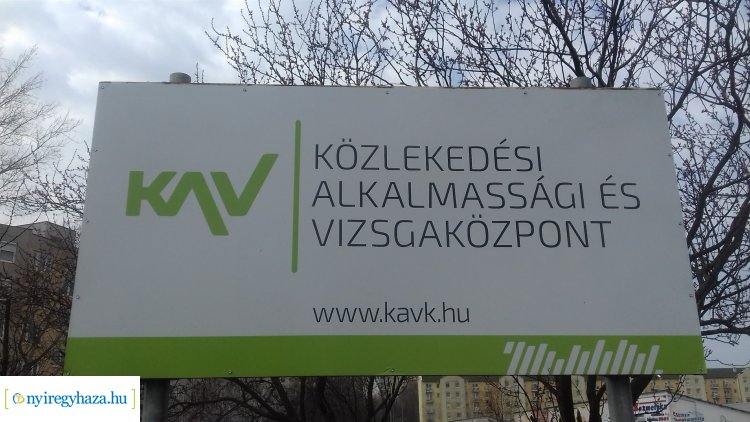 KAV
KÖZLEKEDÉSI
ALKALMASSÁGI ÉS
VIZSGAKÖZPONT
www.kavk.hu
nyiregyhaza.hu